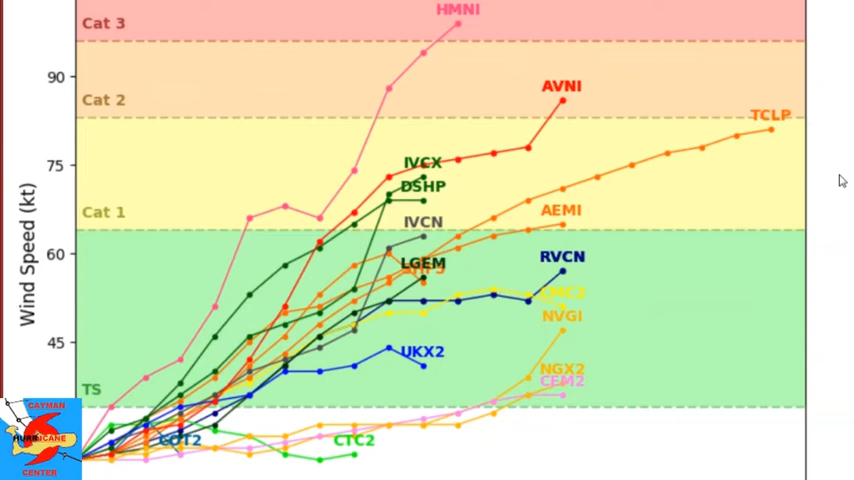 HMNI
Cat 3
90
AVNI
Cat 2
TCLP
IVCX
75
DSHP
Cat 1
AEMI
IVCN
60
RVCN
LGEM
NVGI
45
UKX2
NGX2
CEM2
TS
CAYMAN
HURRICANE
CENTER
COT2
CTC2
Wind Speed (kt)